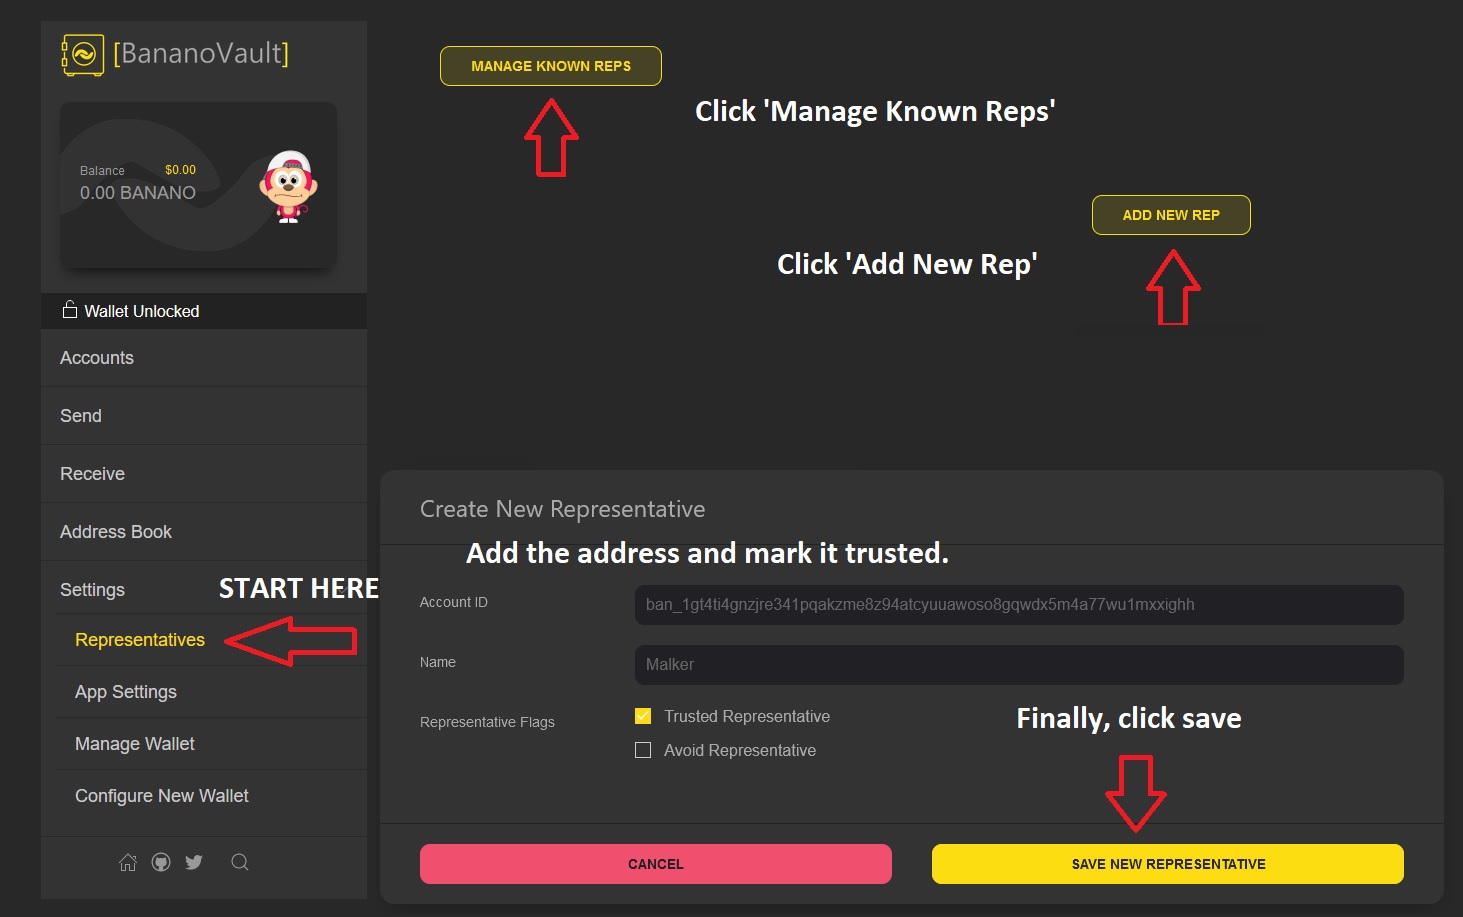 [BananoVault]
Balance $0.00
0.00 BANANO
Wallet Unlocked
Accounts
Send
Receive
Address Book
Settings
START HERE
Representatives
App Settings
Manage Wallet
Configure New Wallet
MANAGE KNOWN REPS
Click 'Manage Known Reps'
ADD NEW REP
Click 'Add New Rep'
Create New Representative
Add the address and mark it trusted.
Account ID ban_1gt4ti4gnzjre341pqakzme8z94atcyuuawoso8gqwdx5m4a77wu1mxxighh
Name Malker
Representative Flags Trusted Representative
Avoid Representative
Finally, click save
CANCEL SAVE NEW REPRESENTATIVE